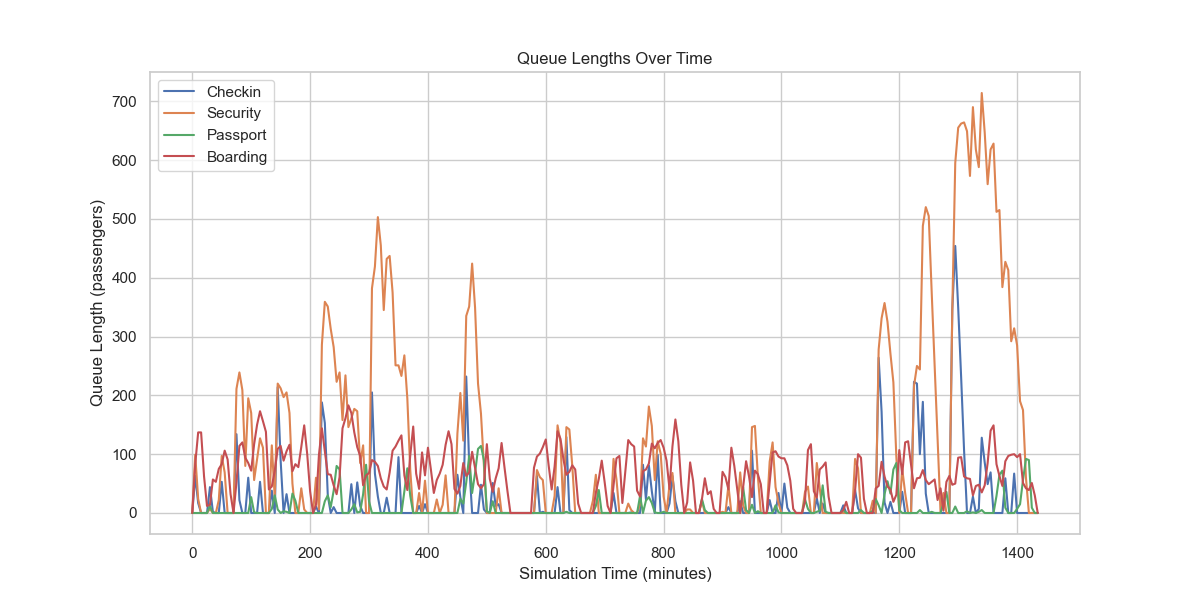 Queue Lengths Over Time
Checkin
Security
Passport
Boarding
Queue Length (passengers)
700
600
500
400
300
200
100
0
0 200 400 600 800 1000 1200 1400
Simulation Time (minutes)